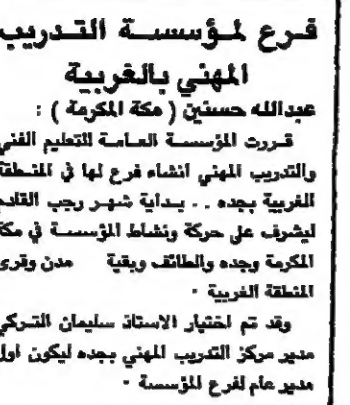 فرع لمؤسسة التدريب
المهني بالغربية
عبدالله حسنين ( مكة المكرمة ) :
قررت المؤسسة العامة للتعليم الفني
والتدريب المهني انشاء فرع لها في المنطقة
الغربية بجده . . بداية شهر رجب القادم
ليشرف على حركة ونشاط المؤسسة في مكة
المكرمة وجده والطائف وبقية مدن وقرى
المنطقة الغربية .
وقد تم اختيار الاستاذ سليمان التركي
مدير مركز التدريب المهني بجده ليكون اول
مدير عام لفرع المؤسسة .